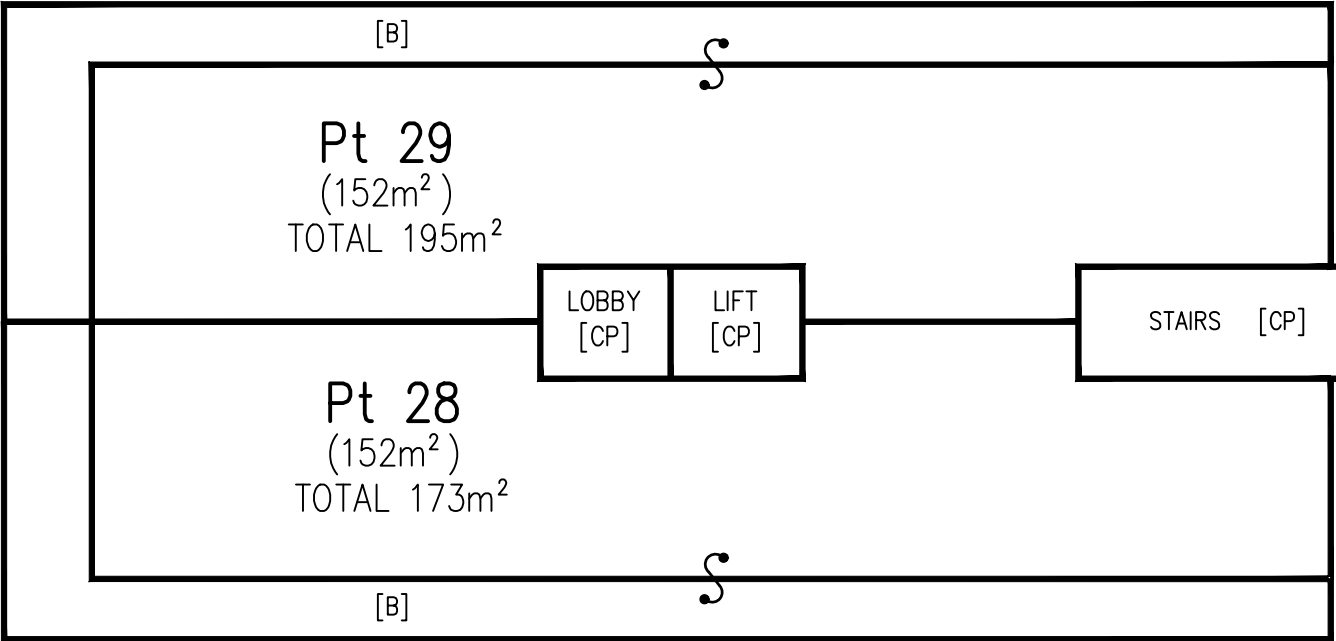 [B]
Pt 29
(152m²)
TOTAL 195m²
LOBBY
[CP]
LIFT
[CP]
STAIRS [CP]
Pt 28
(152m²)
TOTAL 173m²
[B]